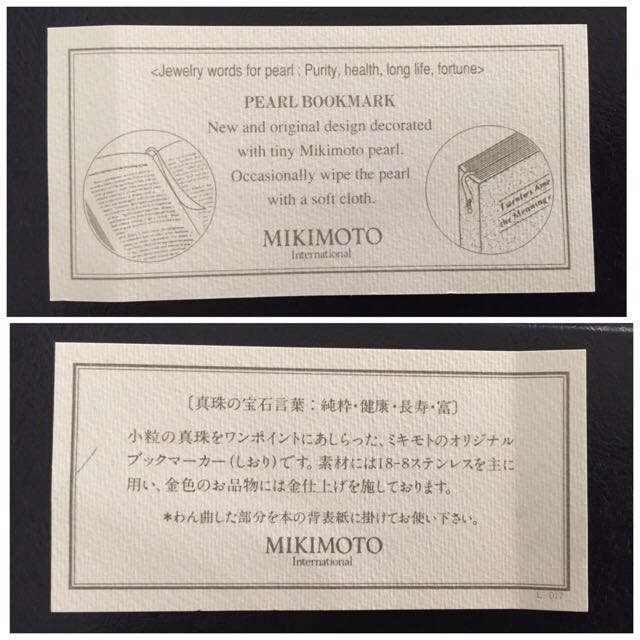 <Jewelry words for pearl : Purity, health, long life, fortune>
PEARL BOOKMARK
New and original design decorated
with tiny Mikimoto pearl.
Occasionally wipe the pearl
with a soft cloth.
MIKIMOTO
International
the Meaning
〔真珠の宝石言葉：純粋・健康・長寿・富〕
小粒の真珠をワンポイントにあしらった、ミキモトのオリジナル
ブックマーカー(しおり)です。素材には18-8ステンレスを主に
用い、金色のお品物には金仕上げを施しております。
*わん曲した部分を本の背表紙に掛けてお使い下さい。
MIKIMOTO
International
L-017